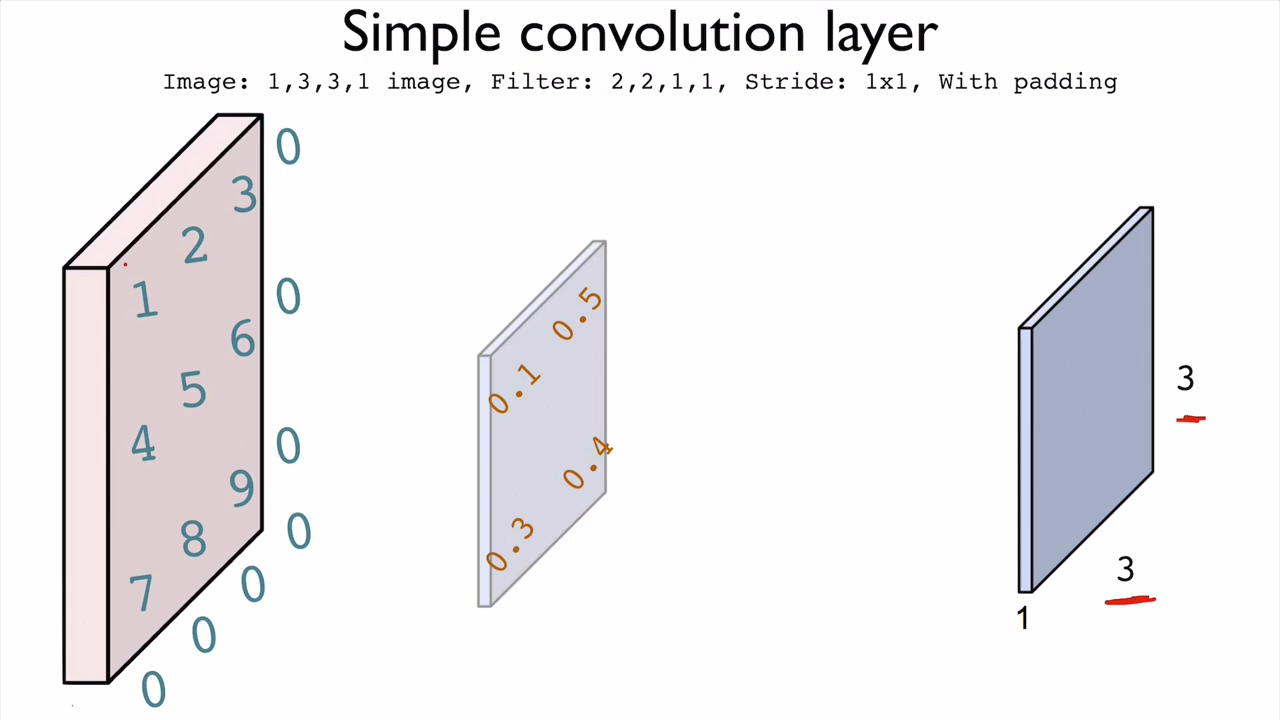 Simple convolution layer
Image: 1,3,3,1 image, Filter: 2,2,1,1, Stride: 1x1, With padding
1 2 3 0
4 5 6 0
7 8 9 0
0 0 0 0
0.1 0.5
0.3 0.4
3
3
1